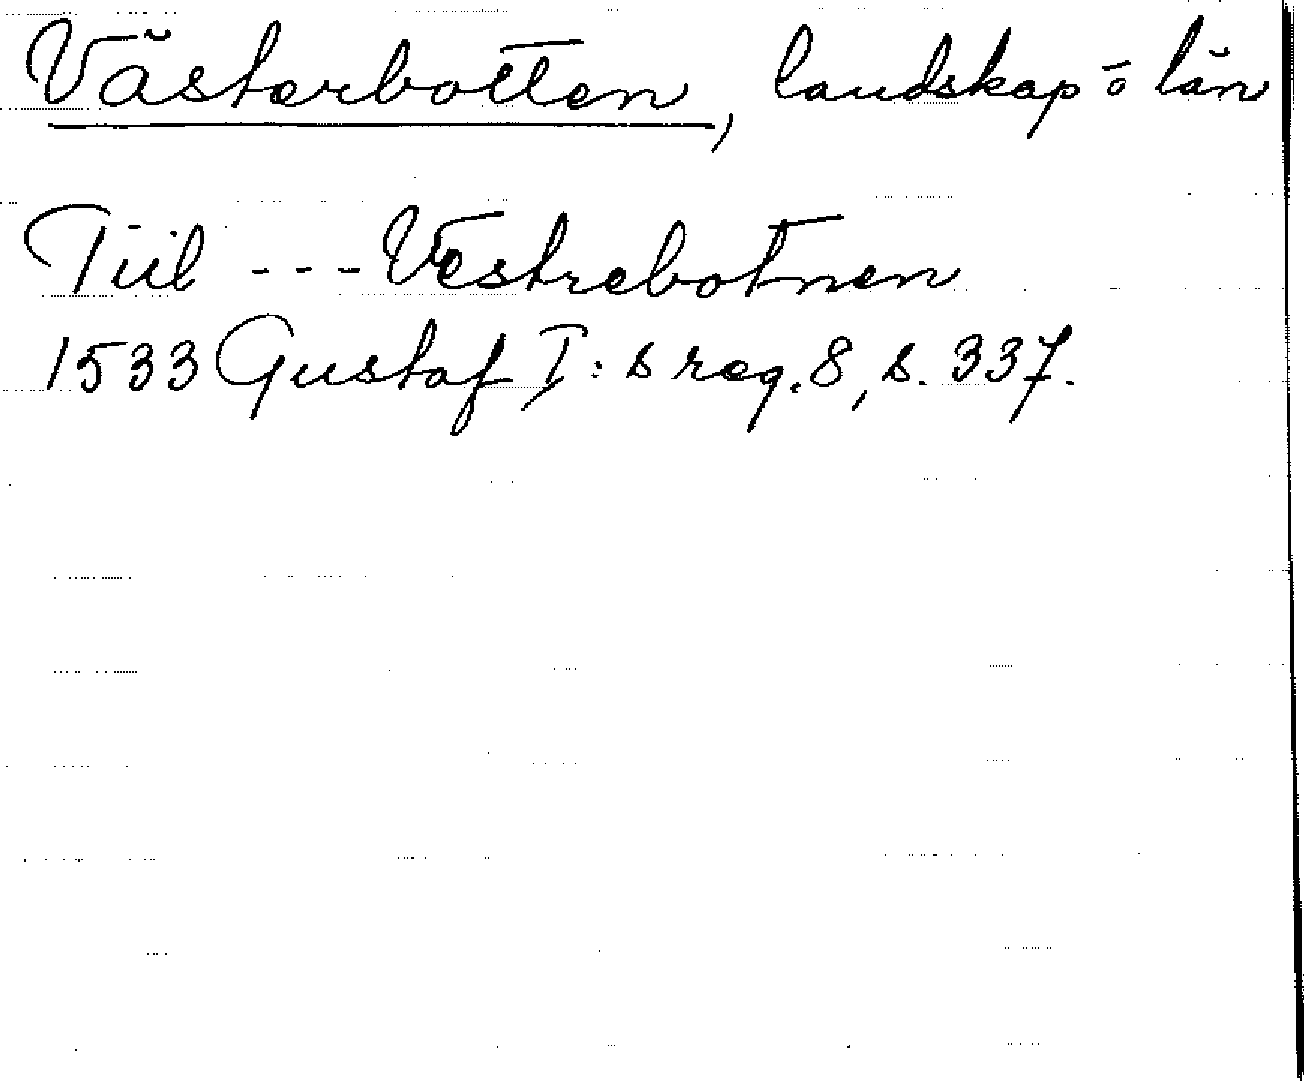 Västerbotten, landskap o län
Tiil --- Vestrebotnen
1533 Gustaf I:s reg. 8, s. 337.